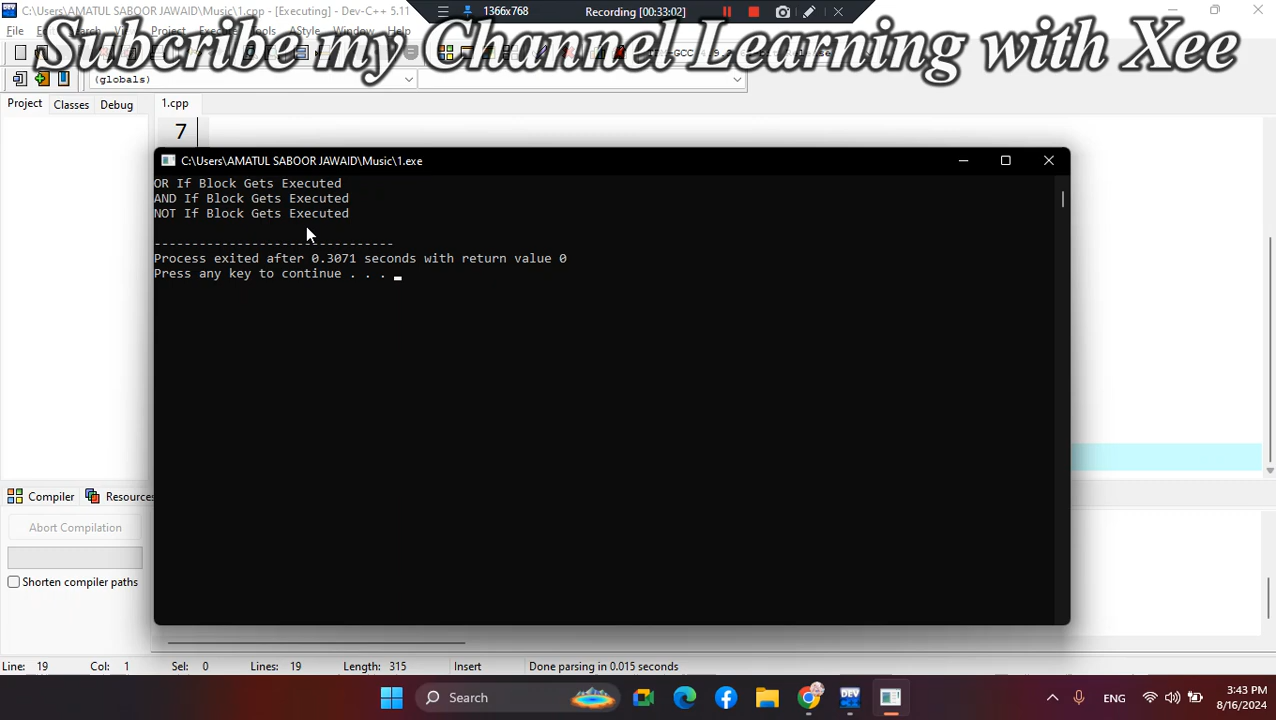 C:\Users\AMATUL SABOOR JAWAID\Music\1.cpp - [Executing] - Dev-C++ 5.11
1366x768
Recording [00:33:02]
Subcribe my Channel Learning with Xee
(globals)
Project Classes Debug
1.cpp
7
C:\Users\AMATUL SABOOR JAWAID\Music\1.exe
OR If Block Gets Executed
AND If Block Gets Executed
NOT If Block Gets Executed
--------------------------------
Process exited after 0.3071 seconds with return value 0
Press any key to continue . . .
Compiler Resources
Abort Compilation
Shorten compiler paths
Line: 19 Col: 1 Sel: 0 Lines: 19 Length: 315 Insert Done parsing in 0.015 seconds
Search
DEV
ENG
3:43 PM
8/16/2024